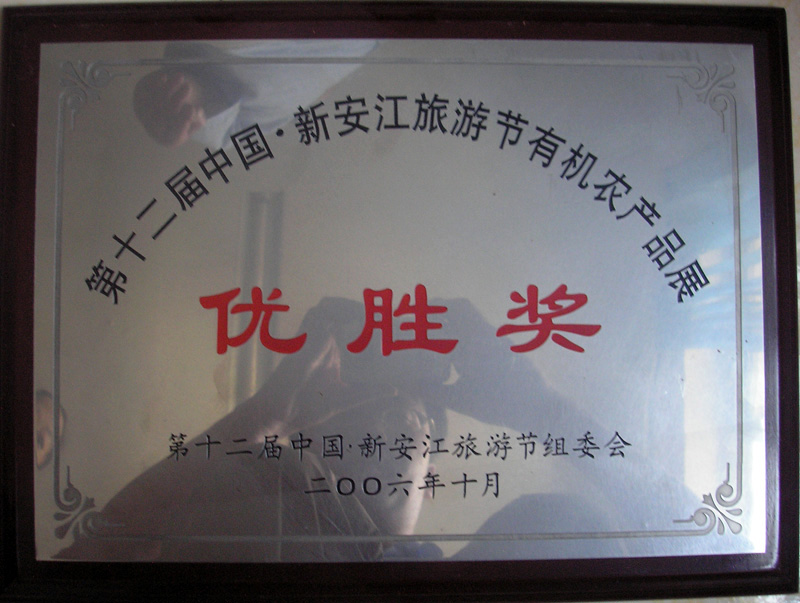 第十二届中国·新安江旅游节有机农产品展
优胜奖
第十二届中国·新安江旅游节组委会
二OO六年十月